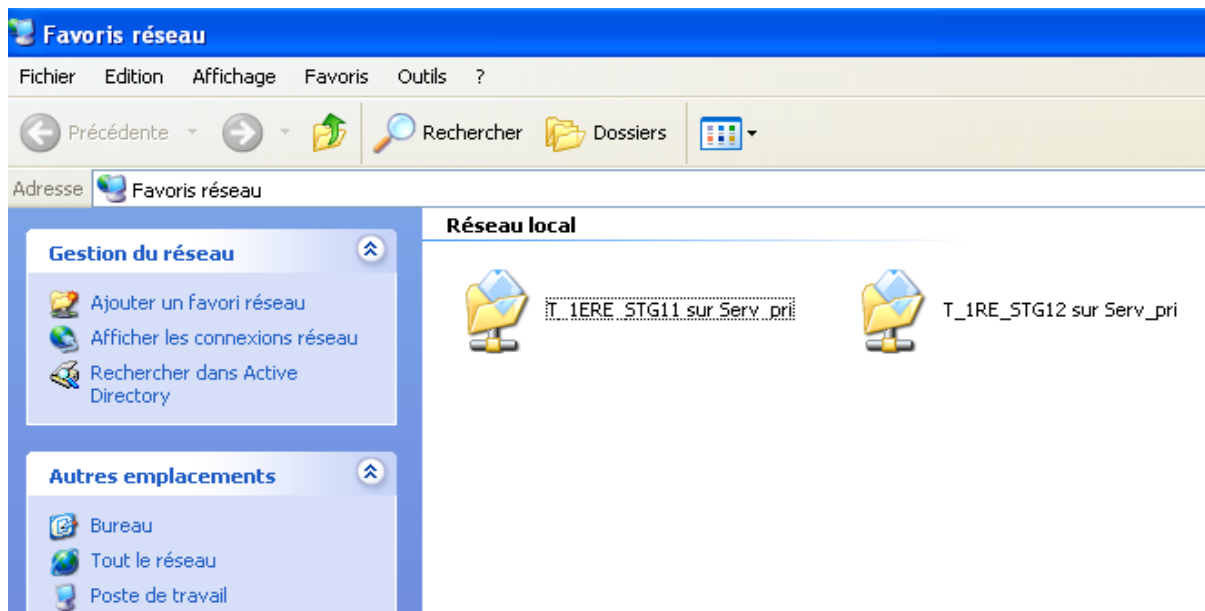 Favoris réseau
Fichier Edition Affichage Favoris Outils ?
Précédente Rechercher Dossiers
Adresse Favoris réseau
Gestion du réseau
Ajouter un favori réseau
Afficher les connexions réseau
Rechercher dans Active
Directory
Autres emplacements
Bureau
Tout le réseau
Poste de travail
Réseau local
T_1ERE_STG11 sur Serv_pri
T_1RE_STG12 sur Serv_pri